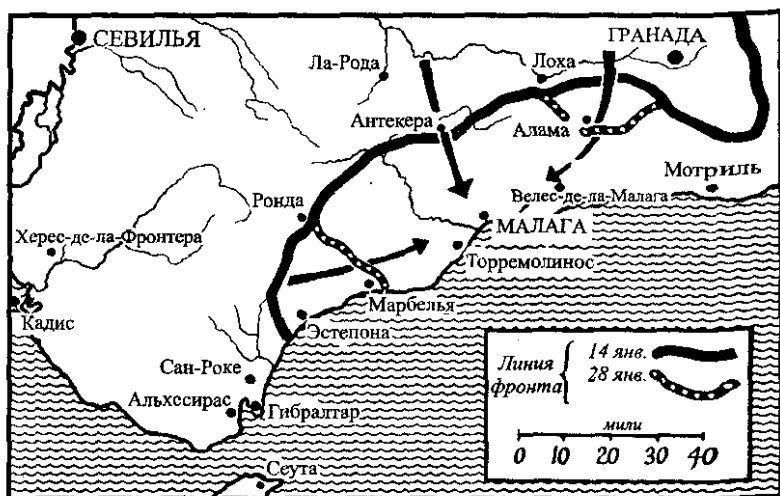 СЕВИЛЬЯ
ГРАНАДА
Ла-Рода
Лоха
Антекера
Алама
Мотриль
Ронда
Велес-де-ла-Малага
МАЛАГА
Херес-де-ла-Фронтера
Торремолинос
Марбелья
Кадис
Эстепона
Сан-Роке
Альхесирас
Гибралтар
Сеута
Линия фронта
14 янв.
28 янв.
мили
0 10 20 30 40